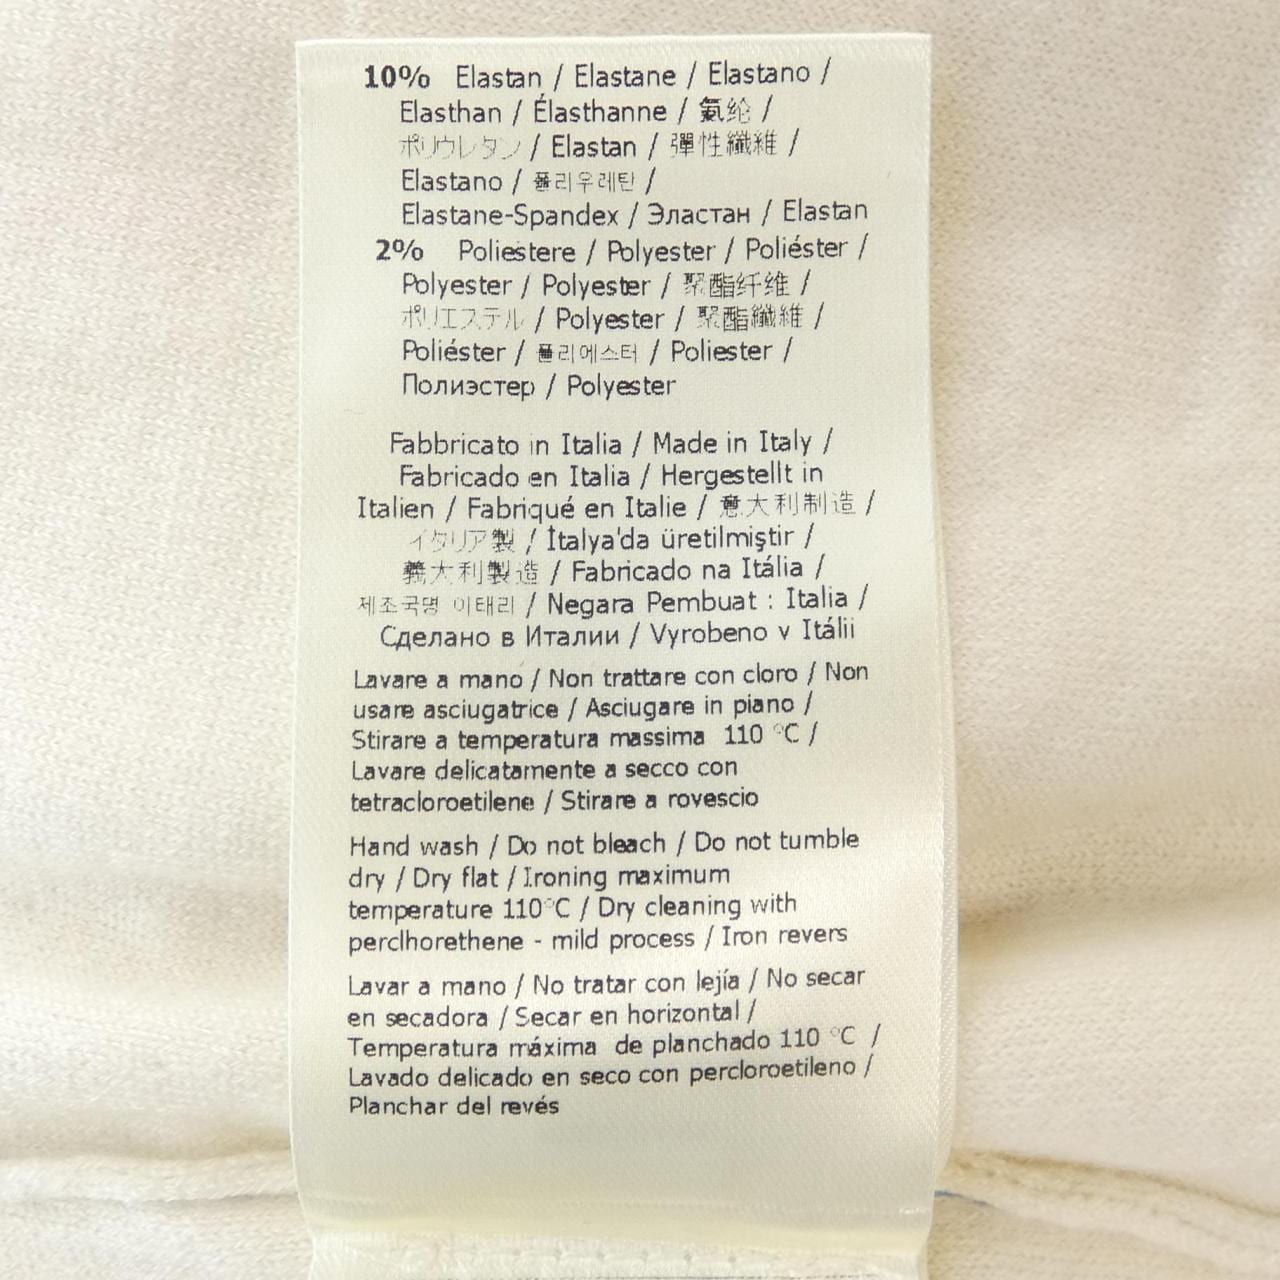 10% Elastan / Elastane / Elastano /
Elasthan / Élasthanne / 氨纶 /
ポリウレタン / Elastan / 彈性纖維 /
Elastano / 폴리우레탄 /
Elastane-Spandex / Эластан / Elastan
2% Poliestere / Polyester / Poliéster /
Polyester / Polyester / 聚酯纤维 /
ポリエステル / Polyester / 聚酯纖維 /
Poliéster / 폴리에스터 / Poliester /
Полиэстер / Polyester
Fabbricato in Italia / Made in Italy /
Fabricado en Italia / Hergestellt in
Italien / Fabriqué en Italie / 意大利制造 /
イタリア製 / İtalya'da üretilmiştir /
義大利製造 / Fabricado na Itália /
제조국명 이태리 / Negara Pembuat : Italia /
Сделано в Италии / Vyrobeno v Itálii
Lavare a mano / Non trattare con cloro / Non
usare asciugatrice / Asciugare in piano /
Stirare a temperatura massima 110 °C /
Lavare delicatamente a secco con
tetracloroetilene / Stirare a rovescio
Hand wash / Do not bleach / Do not tumble
dry / Dry flat / Ironing maximum
temperature 110°C / Dry cleaning with
perclhorethene - mild process / Iron revers
Lavar a mano / No tratar con lejía / No secar
en secadora / Secar en horizontal /
Temperatura máxima de planchado 110 °C /
Lavado delicado en seco con percloroetileno /
Planchar del revés